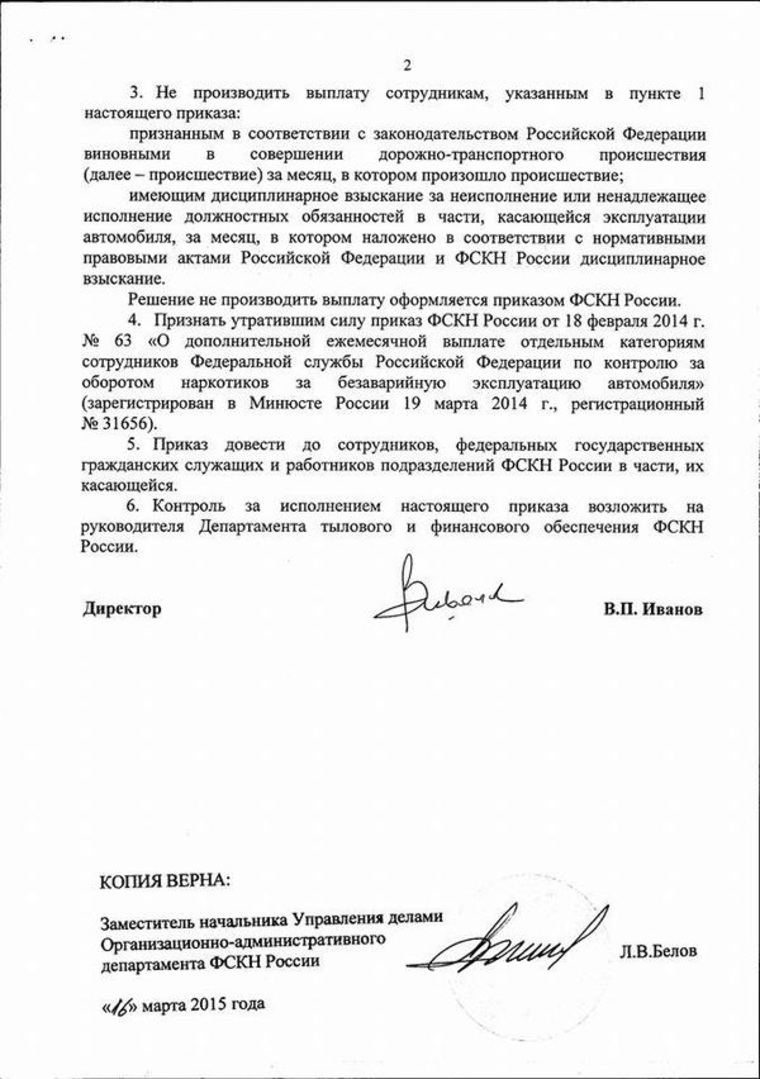 2
3. Не производить выплату сотрудникам, указанным в пункте 1
настоящего приказа:
признанным в соответствии с законодательством Российской Федерации
виновными в совершении дорожно-транспортного происшествия
(далее – происшествие) за месяц, в котором произошло происшествие;
имеющим дисциплинарное взыскание за неисполнение или ненадлежащее
исполнение должностных обязанностей в части, касающейся эксплуатации
автомобиля, за месяц, в котором наложено в соответствии с нормативными
правовыми актами Российской Федерации и ФСКН России дисциплинарное
взыскание.
Решение не производить выплату оформляется приказом ФСКН России.
4. Признать утратившим силу приказ ФСКН России от 18 февраля 2014 г.
№ 63 «О дополнительной ежемесячной выплате отдельным категориям
сотрудников Федеральной службы Российской Федерации по контролю за
оборотом наркотиков за безаварийную эксплуатацию автомобиля»
(зарегистрирован в Минюсте России 19 марта 2014 г., регистрационный
№ 31656).
5. Приказ довести до сотрудников, федеральных государственных
гражданских служащих и работников подразделений ФСКН России в части, их
касающейся.
6. Контроль за исполнением настоящего приказа возложить на
руководителя Департамента тылового и финансового обеспечения ФСКН
России.
Директор В.П. Иванов
КОПИЯ ВЕРНА:
Заместитель начальника Управления делами
Организационно-административного
департамента ФСКН России Л.В.Белов
«16» марта 2015 года